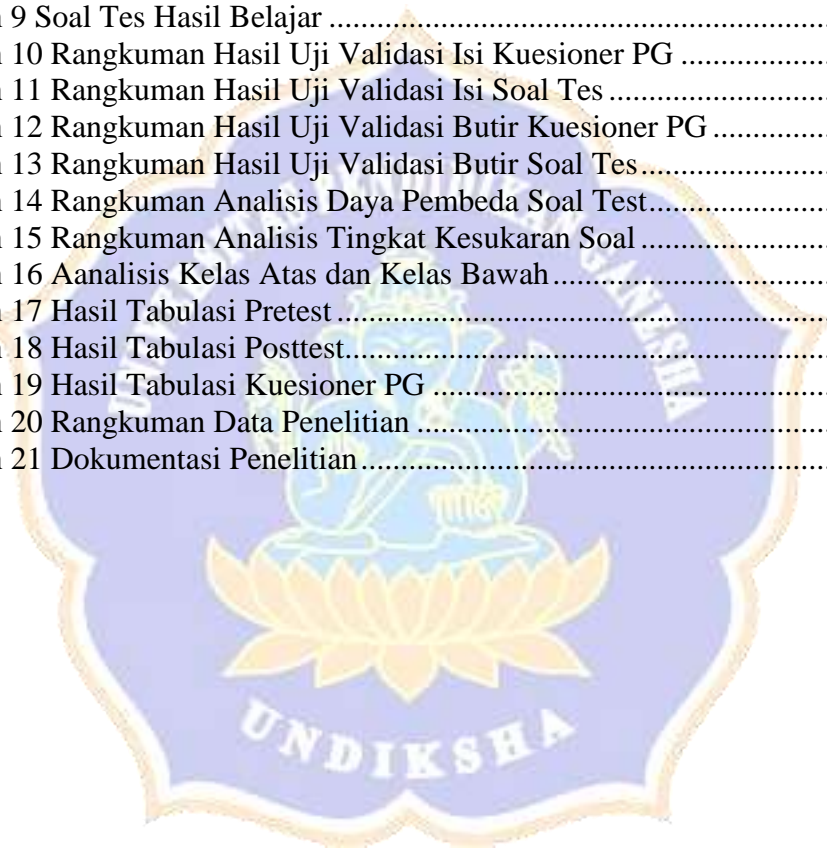 n 9 Soal Tes Hasil Belajar ................................................................................
n 10 Rangkuman Hasil Uji Validasi Isi Kuesioner PG ........................
n 11 Rangkuman Hasil Uji Validasi Isi Soal Tes ...................................
n 12 Rangkuman Hasil Uji Validasi Butir Kuesioner PG ...................
n 13 Rangkuman Hasil Uji Validasi Butir Soal Tes ..............................
n 14 Rangkuman Analisis Daya Pembeda Soal Test .............................
n 15 Rangkuman Analisis Tingkat Kesukaran Soal ..............................
n 16 Aanalisis Kelas Atas dan Kelas Bawah ............................................
n 17 Hasil Tabulasi Pretest ...............................................................................
n 18 Hasil Tabulasi Posttest ..............................................................................
n 19 Hasil Tabulasi Kuesioner PG ................................................................
n 20 Rangkuman Data Penelitian ..................................................................
n 21 Dokumentasi Penelitian ...........................................................................
UNIVERSITAS PENDIDIKAN GANESHA
UNDIKSHA